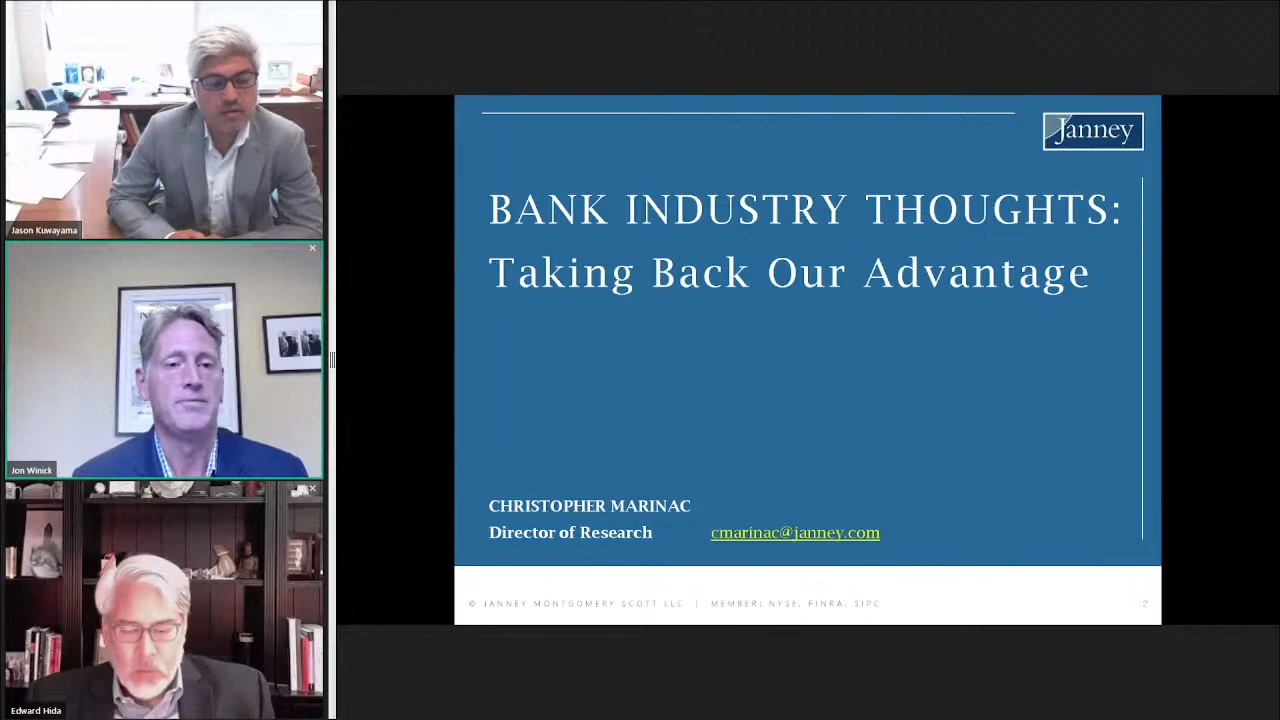 Jason Kuwayama
Jon Winick
Edward Hida
Janney
BANK INDUSTRY THOUGHTS:
Taking Back Our Advantage
CHRISTOPHER MARINAC
Director of Research cmarinac@janney.com
© JANNEY MONTGOMERY SCOTT LLC | MEMBER: NYSE, FINRA, SIPC 2